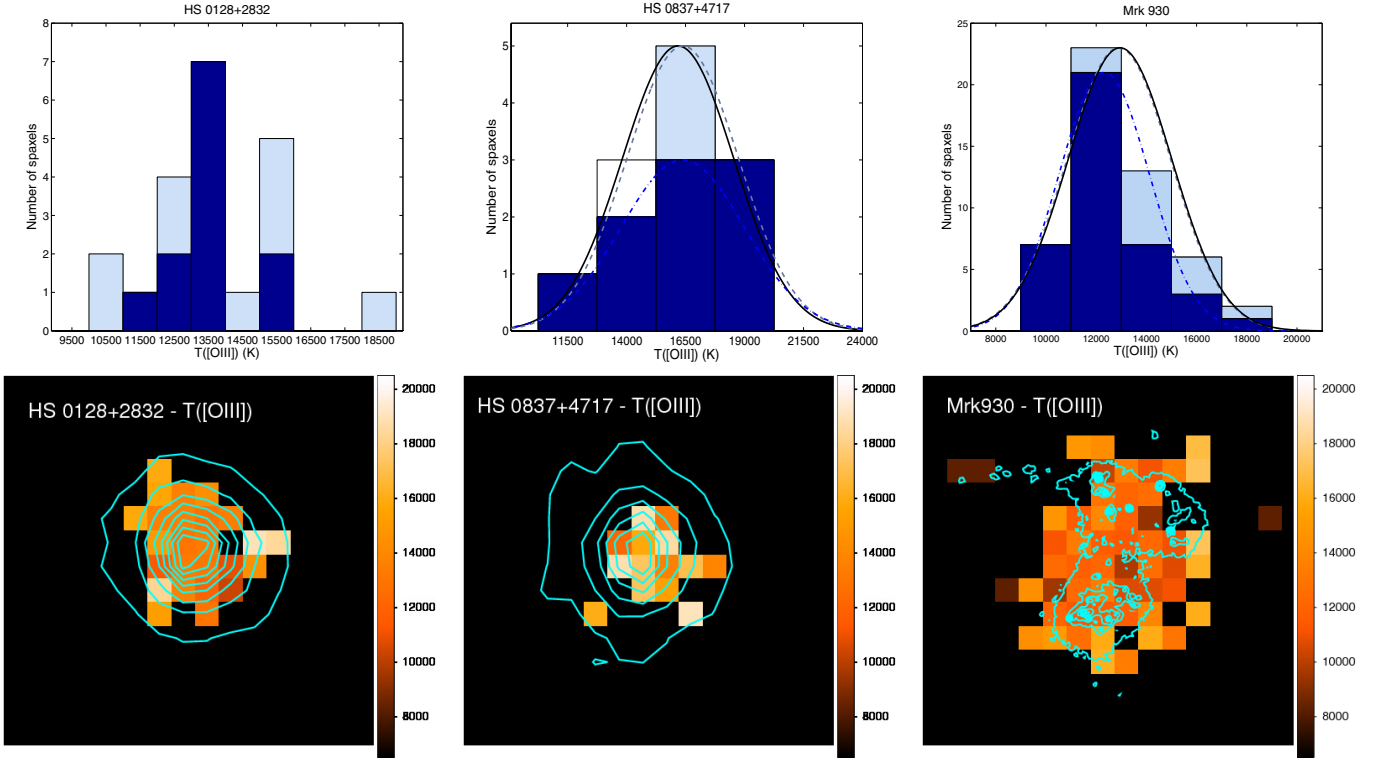 HS 0128+2832
8
7
6
5
4
3
2
1
0
Number of spaxels
9500 10500 11500 12500 13500 14500 15500 16500 17500 18500
T([OIII]) (K)
HS 0837+4717
5
4
3
2
1
0
Number of spaxels
11500 14000 16500 19000 21500 24000
T([OIII]) (K)
Mrk 930
25
20
15
10
5
0
Number of spaxels
8000 10000 12000 14000 16000 18000 20000
T([OIII]) (K)
HS 0128+2832 - T([OIII])
20000
18000
16000
14000
12000
10000
8000
HS 0837+4717 - T([OIII])
20000
18000
16000
14000
12000
10000
8000
Mrk930 - T([OIII])
20000
18000
16000
14000
12000
10000
8000